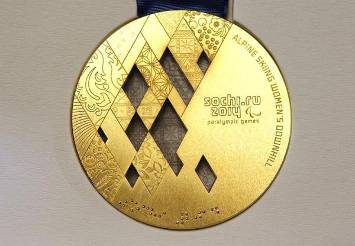 ALPINE SKIING WOMEN'S DOWNHILL
sochi.ru
2014
paralympic games